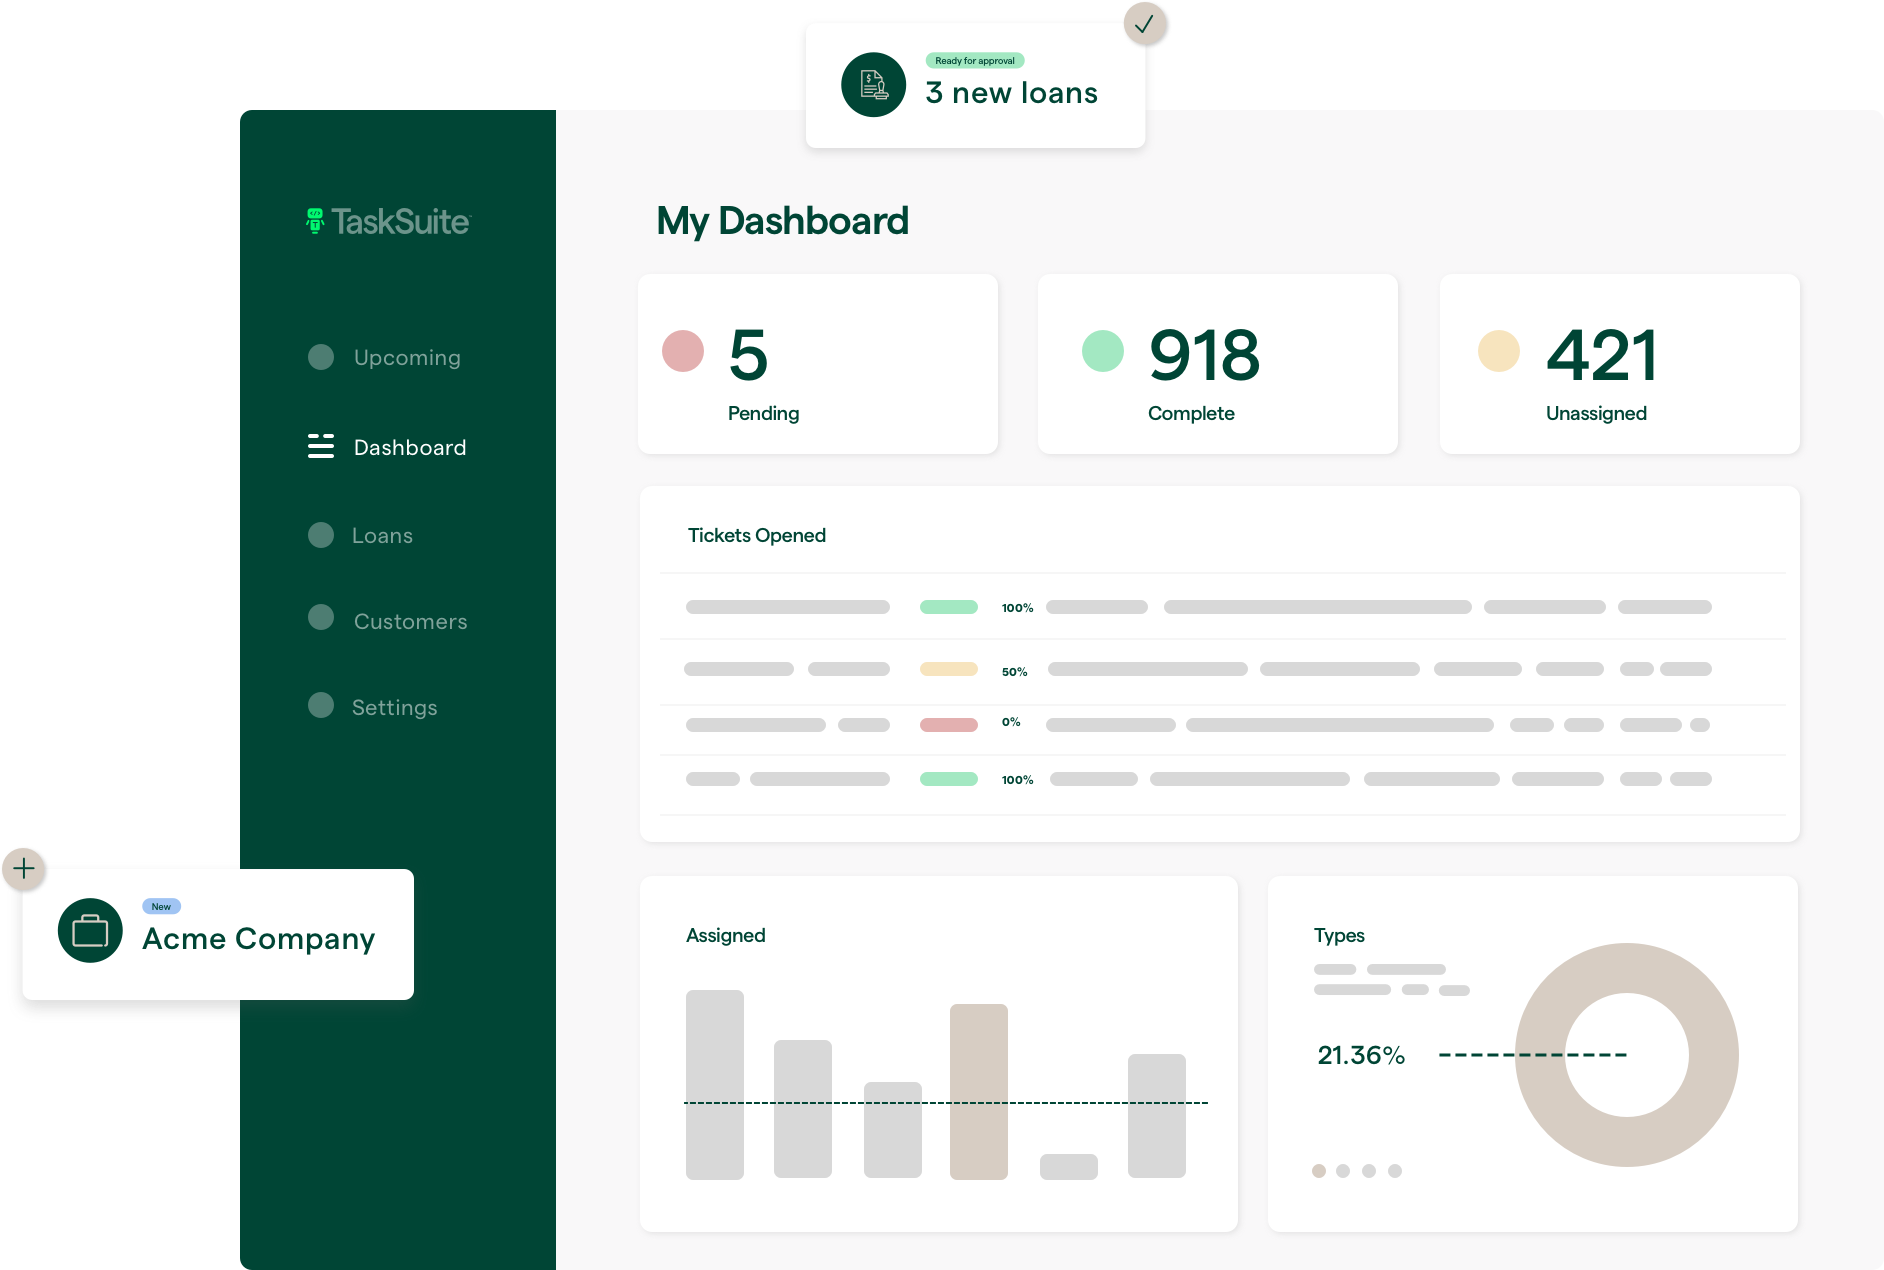 Ready for approval
3 new loans
TaskSuite
My Dashboard
5
Pending
918
Complete
421
Unassigned
Upcoming
Dashboard
Loans
Customers
Settings
Tickets Opened
100%
50%
0%
100%
New
Acme Company
Assigned
Types
21.36%